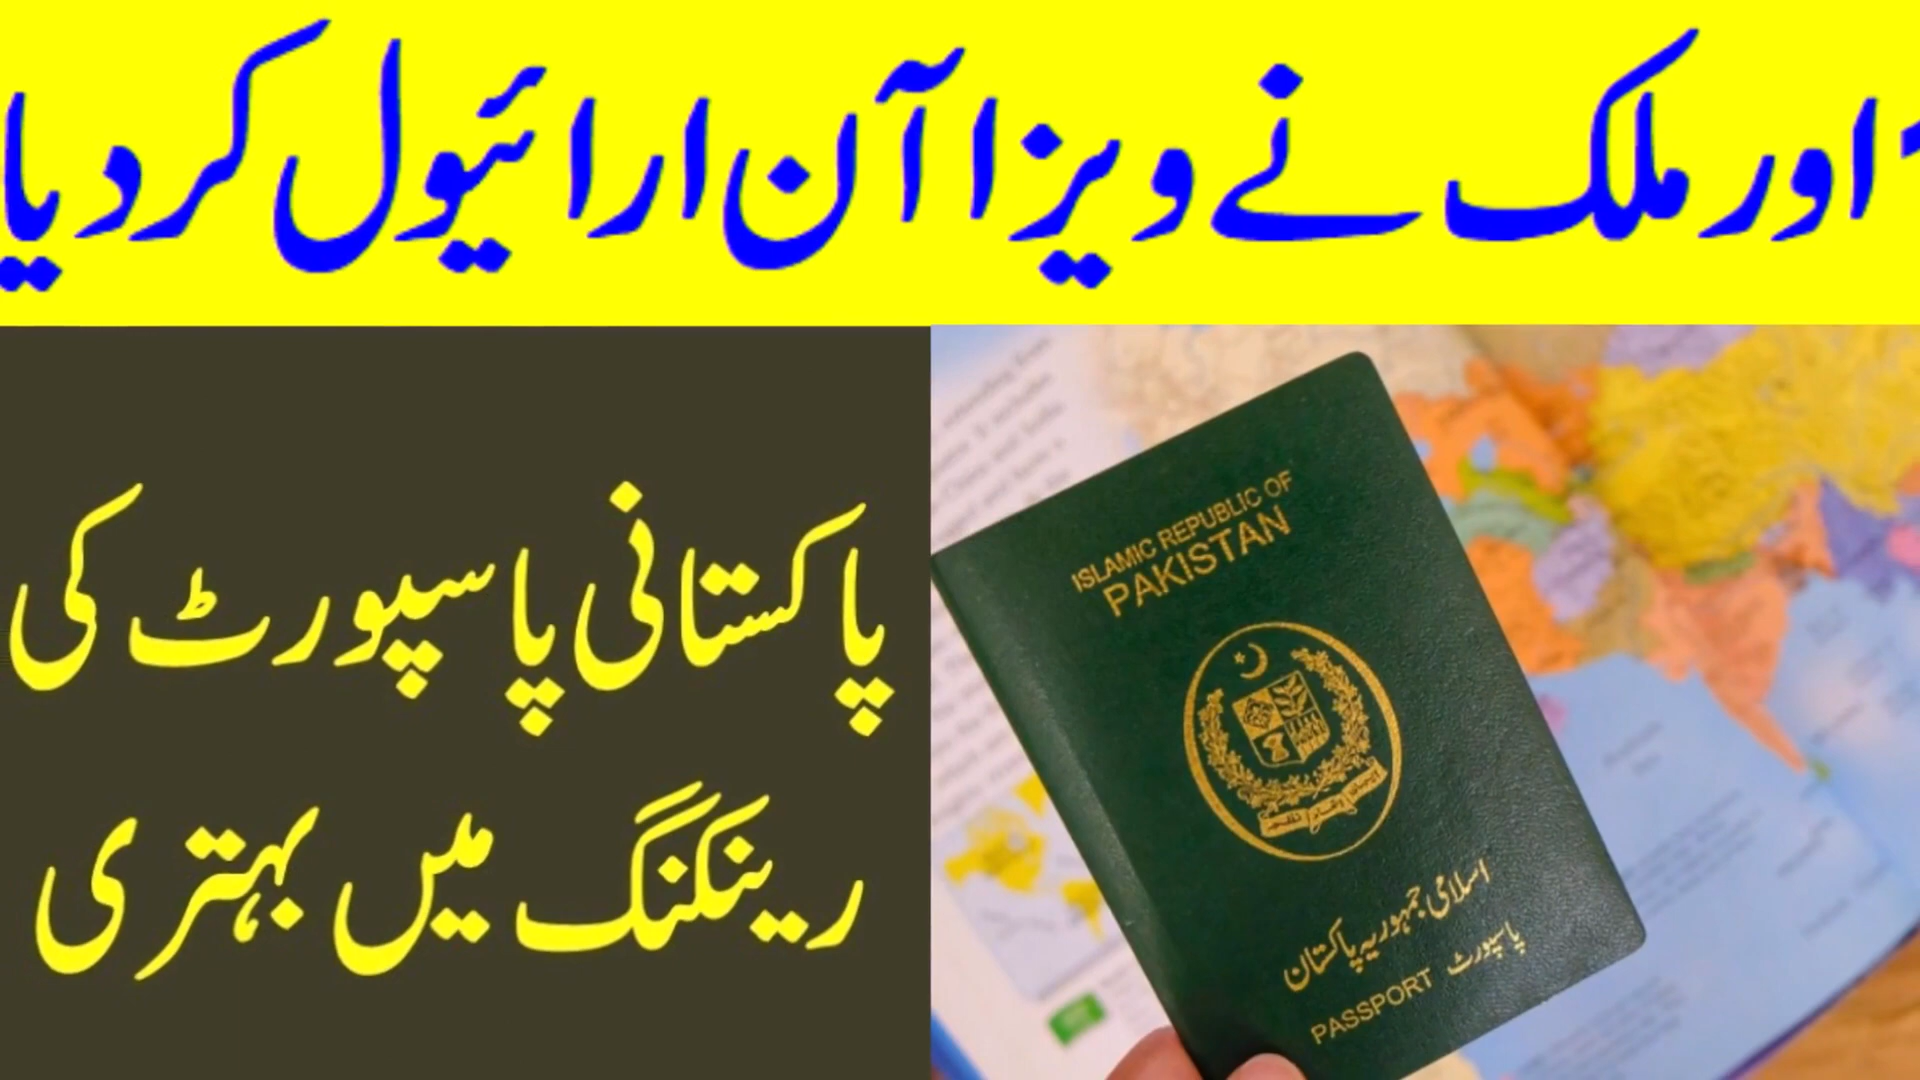 اور ملک نے ویزا آن ارائیول کر دیا
پاکستانی پاسپورٹ کی
رینکنگ میں بہتری
ISLAMIC REPUBLIC OF
PAKISTAN
اسلامی جمہوریہ پاکستان
PASSPORT پاسپورٹ